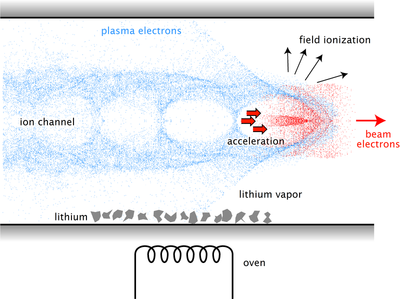 plasma electrons
field ionization
ion channel
acceleration
beam
electrons
lithium vapor
lithium
oven